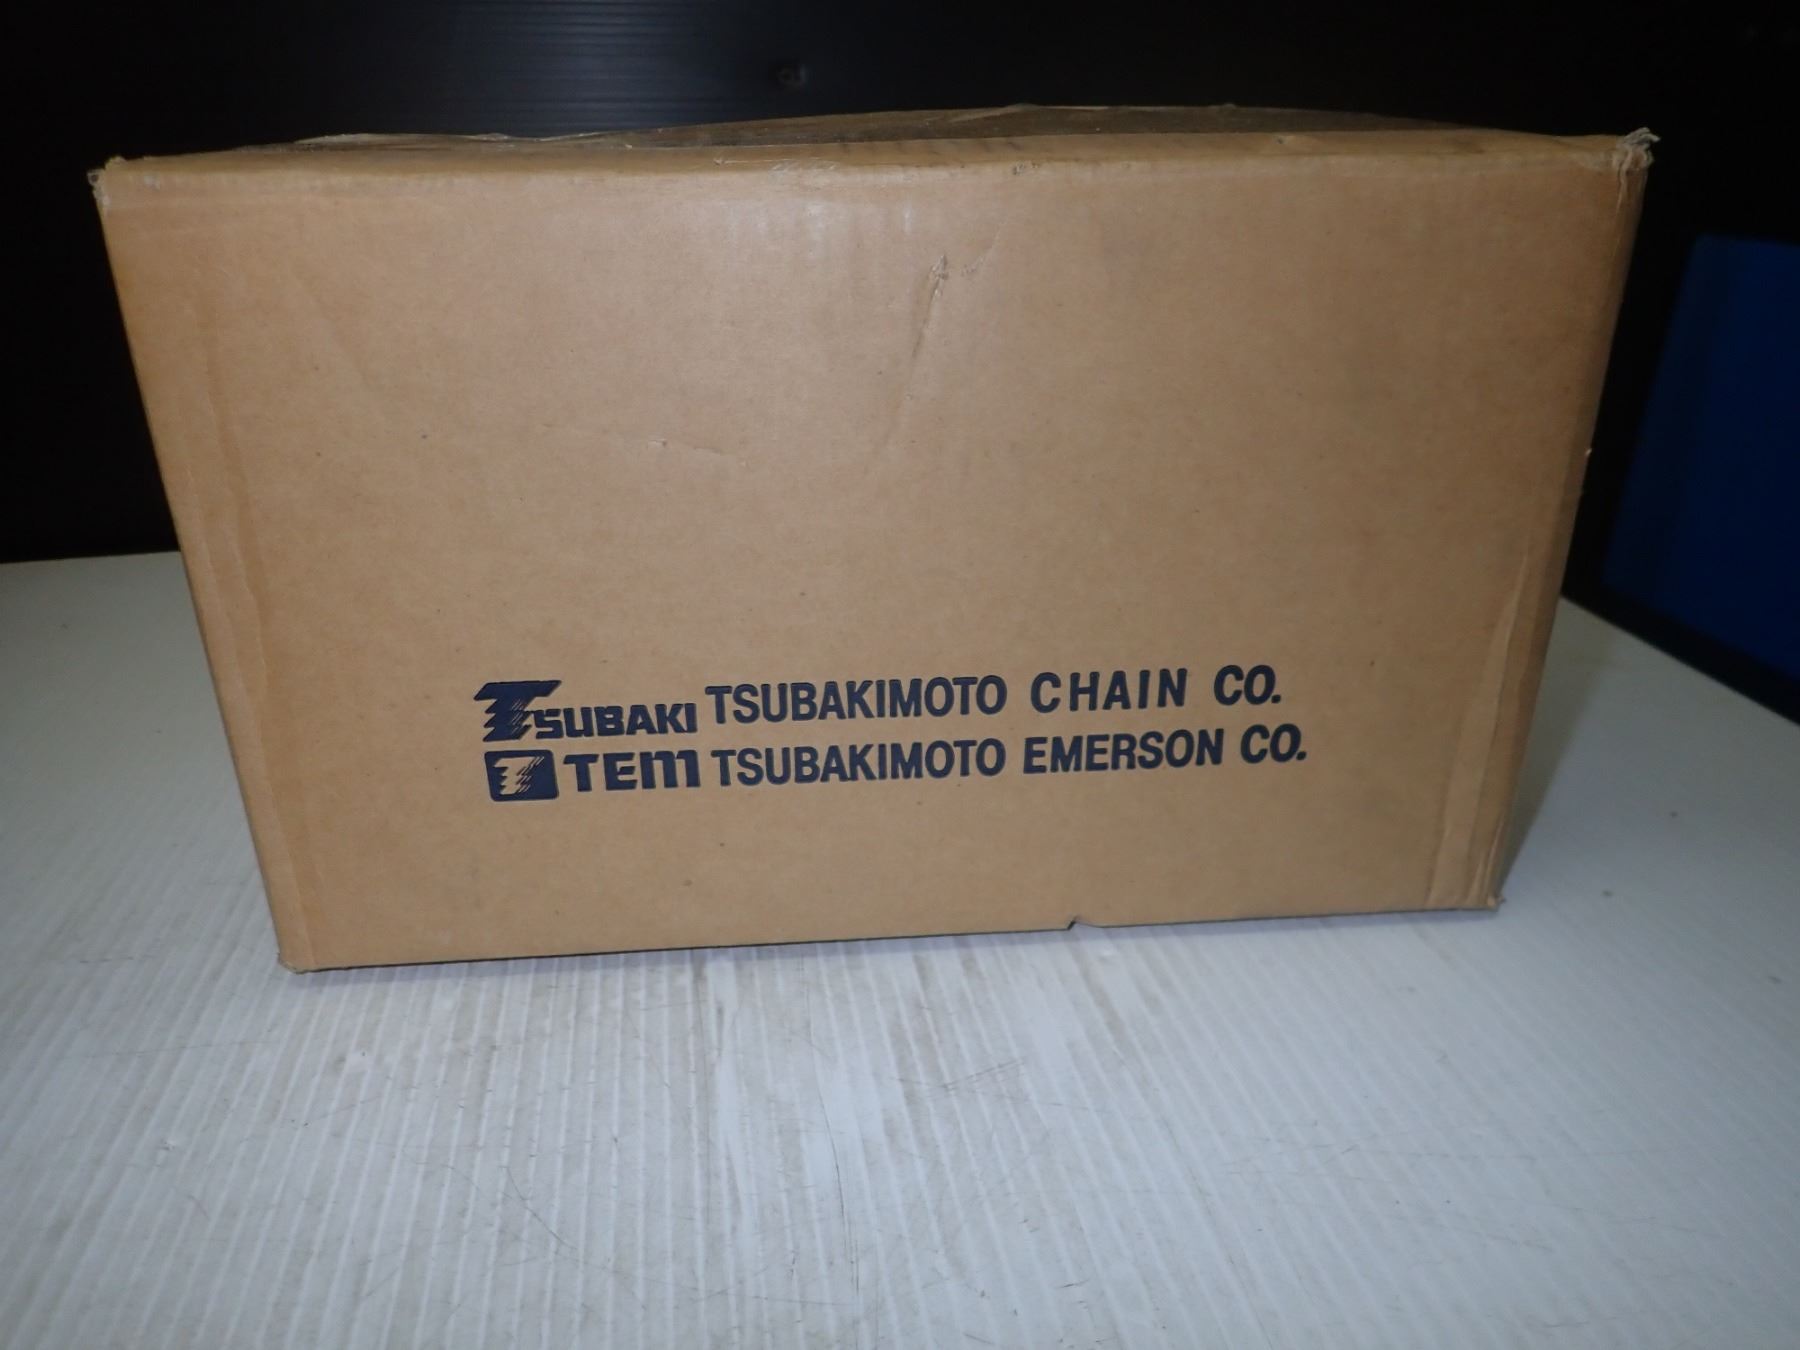 TSUBAKI TSUBAKIMOTO CHAIN CO.
TEM TSUBAKIMOTO EMERSON CO.